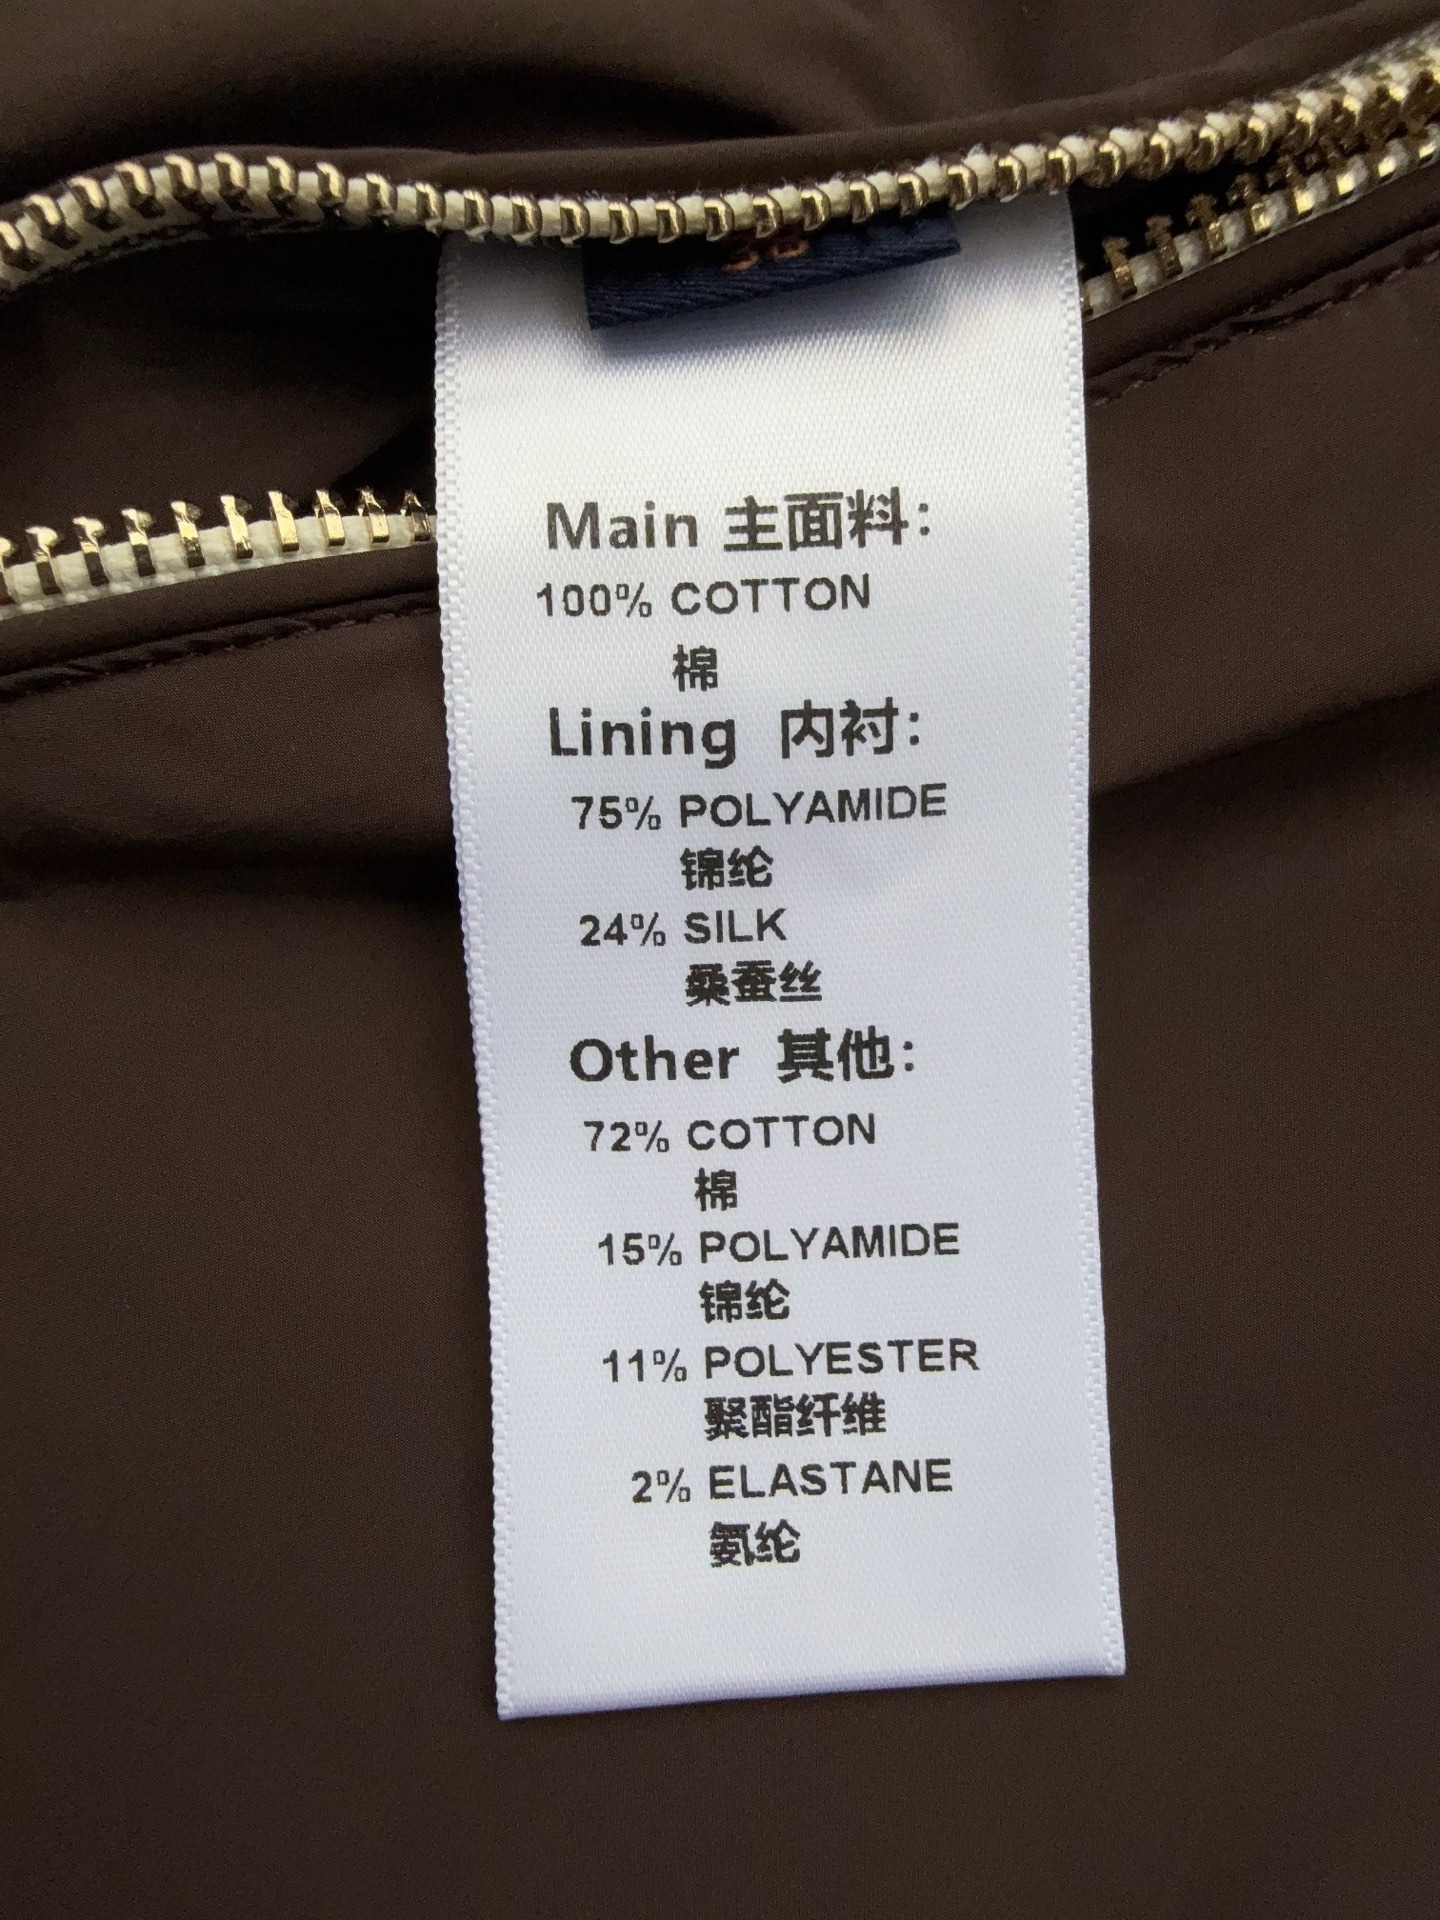 38
Main 主面料:
100% COTTON
棉
Lining 内衬:
75% POLYAMIDE
锦纶
24% SILK
桑蚕丝
Other 其他:
72% COTTON
棉
15% POLYAMIDE
锦纶
11% POLYESTER
聚酯纤维
2% ELASTANE
氨纶